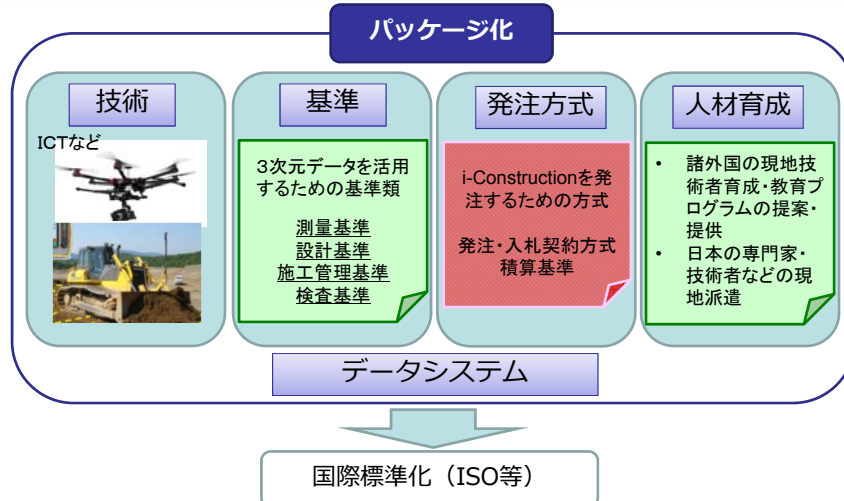 パッケージ化
技術
ICTなど
基準
３次元データを活用
するための基準類
測量基準
設計基準
施工管理基準
検査基準
発注方式
i-Constructionを発
注するための方式
発注・入札契約方式
積算基準
人材育成
• 諸外国の現地技
術者育成・教育プ
ログラムの提案・
提供
• 日本の専門家・
技術者などの現
地派遣
データシステム
国際標準化（ISO等）